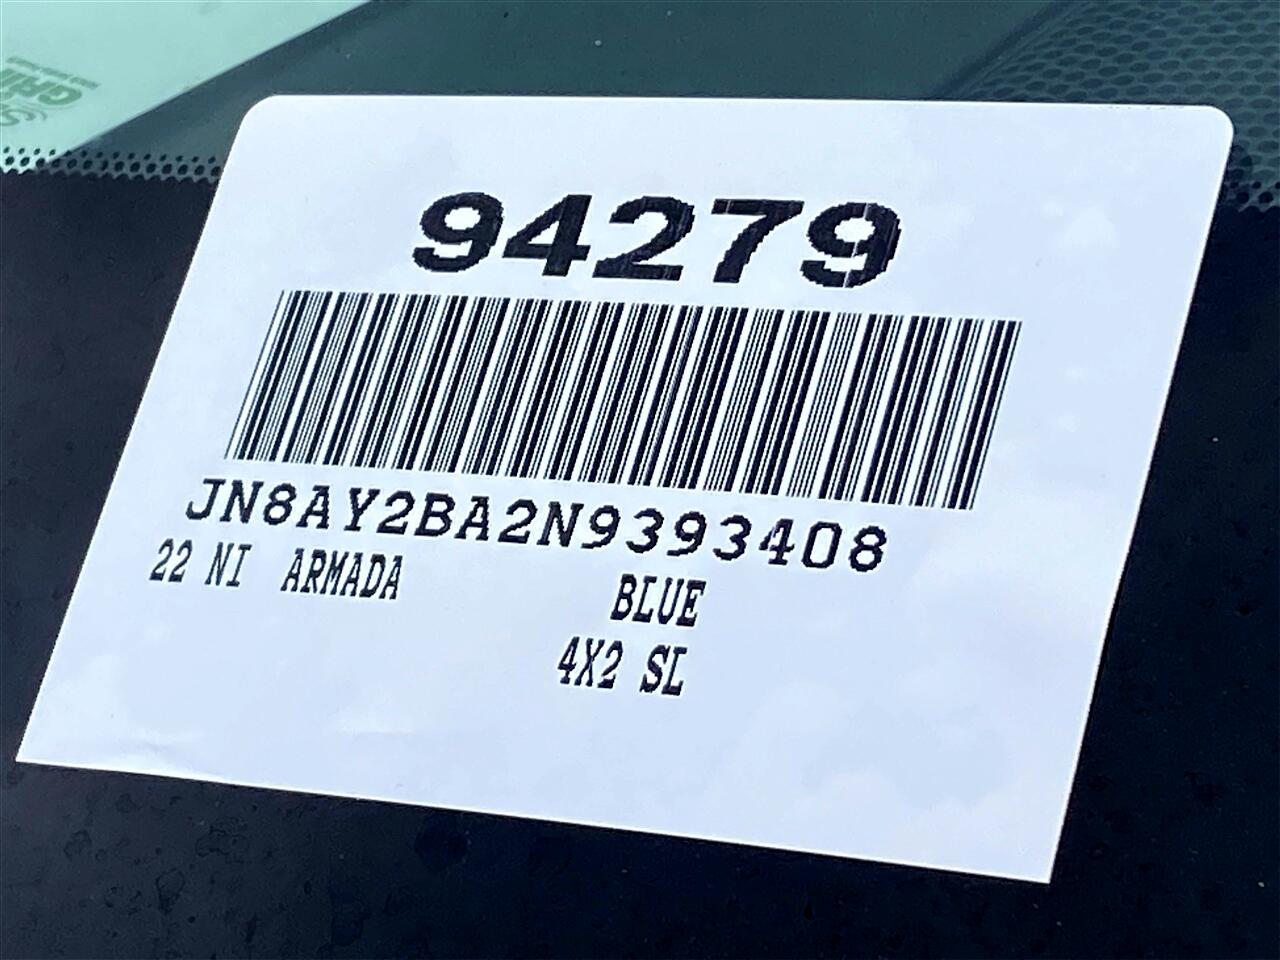 94279
JN8AY2BA2N9393408
22 NI ARMADA
BLUE
4X2 SL